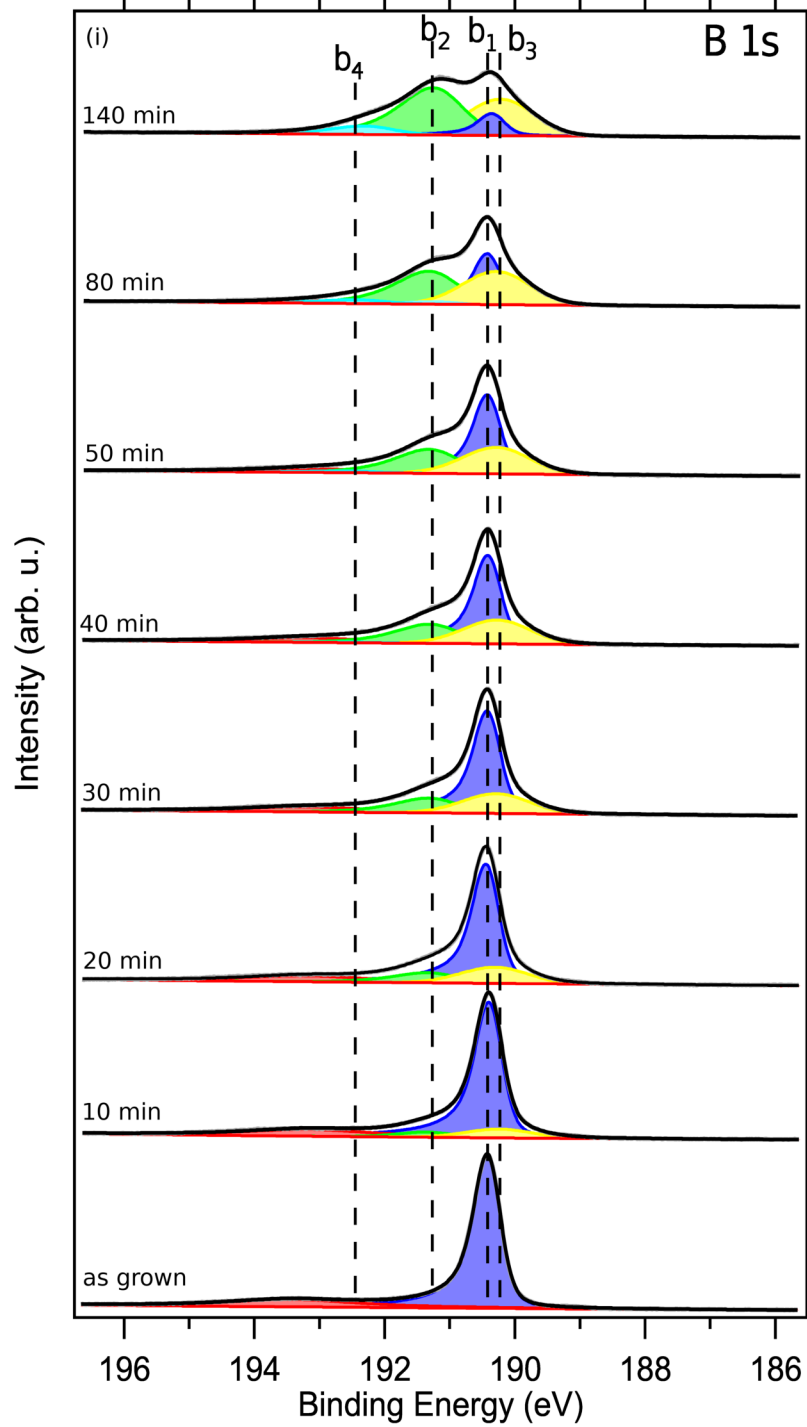 (i)
b4
b2
b1
b3
B 1s
140 min
80 min
50 min
40 min
30 min
20 min
10 min
as grown
196
194
192
190
188
186
Binding Energy (eV)
Intensity (arb. u.)